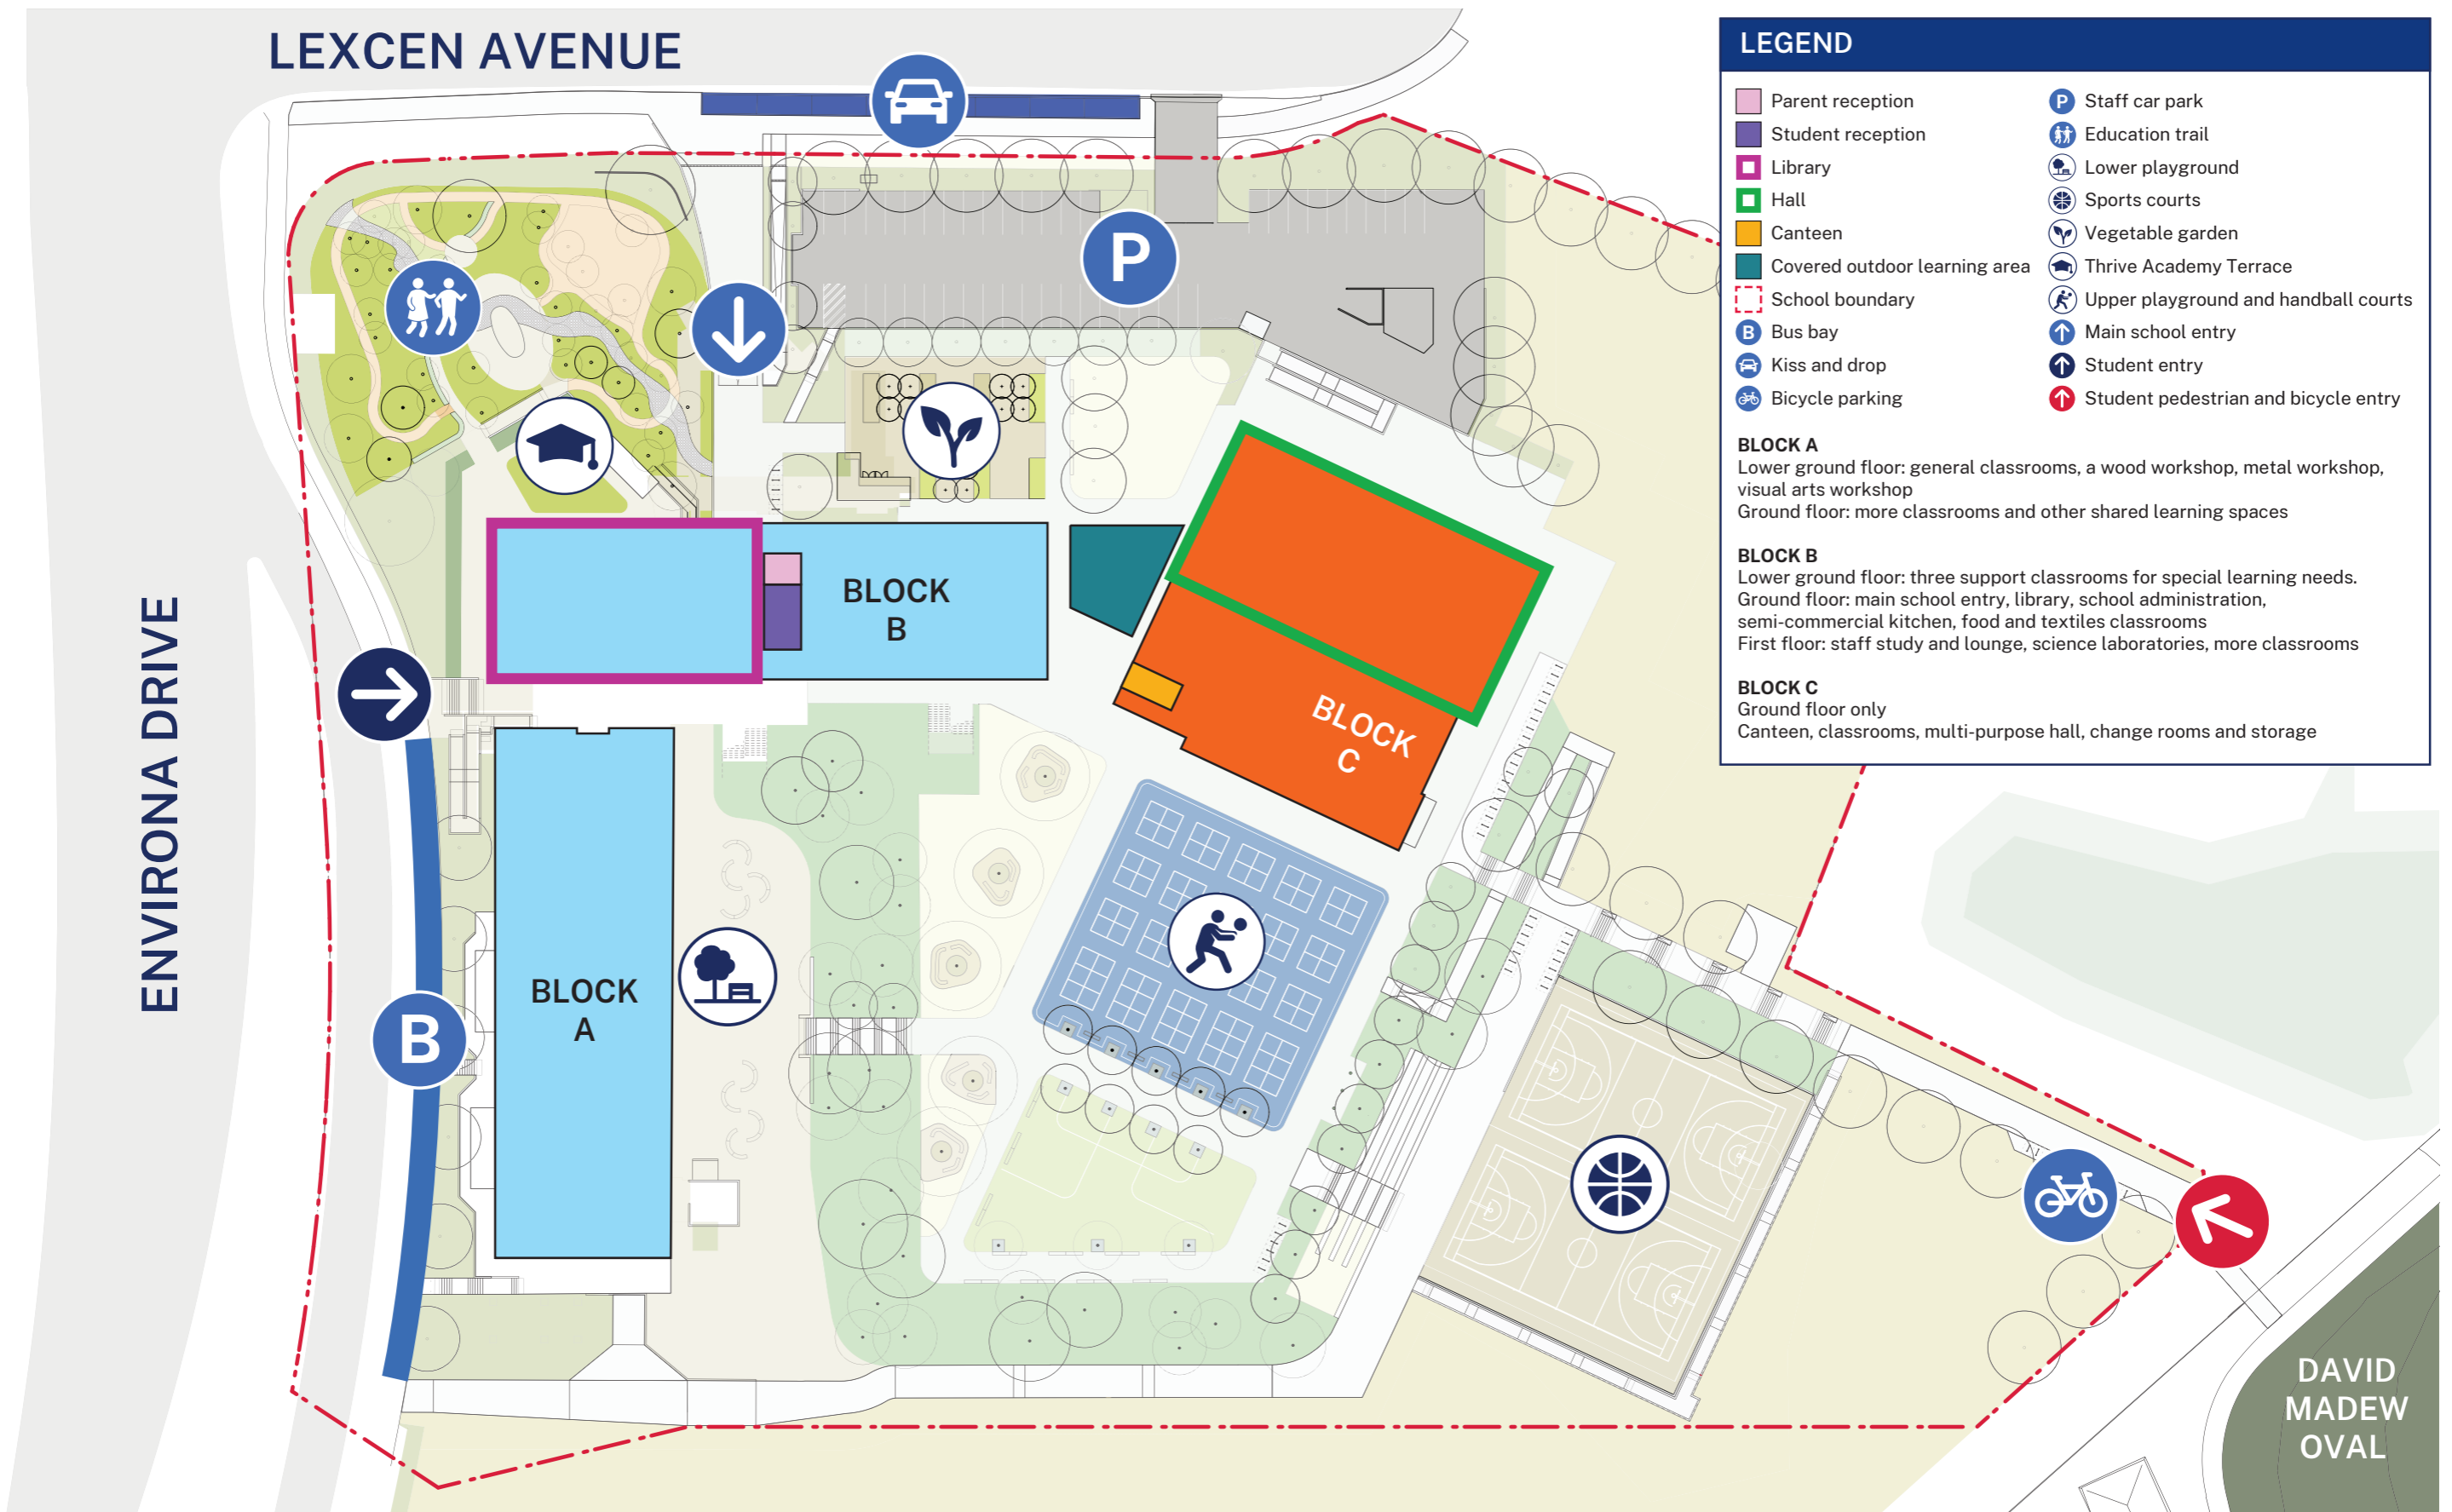 LEXCEN AVENUE
ENVIRONA DRIVE
P
BLOCK
B
BLOCK
C
BLOCK
A
B
DAVID
MADEW
OVAL
LEGEND
Parent reception
Student reception
Library
Hall
Canteen
Covered outdoor learning area
School boundary
B Bus bay
Kiss and drop
Bicycle parking
P Staff car park
Education trail
Lower playground
Sports courts
Vegetable garden
Thrive Academy Terrace
Upper playground and handball courts
Main school entry
Student entry
Student pedestrian and bicycle entry
BLOCK A
Lower ground floor: general classrooms, a wood workshop, metal workshop,
visual arts workshop
Ground floor: more classrooms and other shared learning spaces
BLOCK B
Lower ground floor: three support classrooms for special learning needs.
Ground floor: main school entry, library, school administration,
semi-commercial kitchen, food and textiles classrooms
First floor: staff study and lounge, science laboratories, more classrooms
BLOCK C
Ground floor only
Canteen, classrooms, multi-purpose hall, change rooms and storage